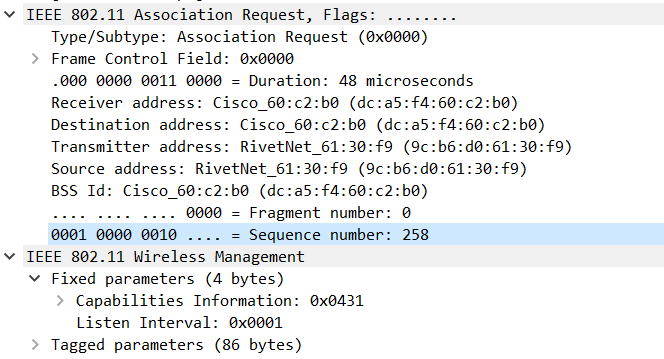 IEEE 802.11 Association Request, Flags: ........
Type/Subtype: Association Request (0x0000)
Frame Control Field: 0x0000
.000 0000 0011 0000 = Duration: 48 microseconds
Receiver address: Cisco_60:c2:b0 (dc:a5:f4:60:c2:b0)
Destination address: Cisco_60:c2:b0 (dc:a5:f4:60:c2:b0)
Transmitter address: RivetNet_61:30:f9 (9c:b6:d0:61:30:f9)
Source address: RivetNet_61:30:f9 (9c:b6:d0:61:30:f9)
BSS Id: Cisco_60:c2:b0 (dc:a5:f4:60:c2:b0)
.... .... .... 0000 = Fragment number: 0
0001 0000 0010 .... = Sequence number: 258
IEEE 802.11 Wireless Management
Fixed parameters (4 bytes)
Capabilities Information: 0x0431
Listen Interval: 0x0001
Tagged parameters (86 bytes)